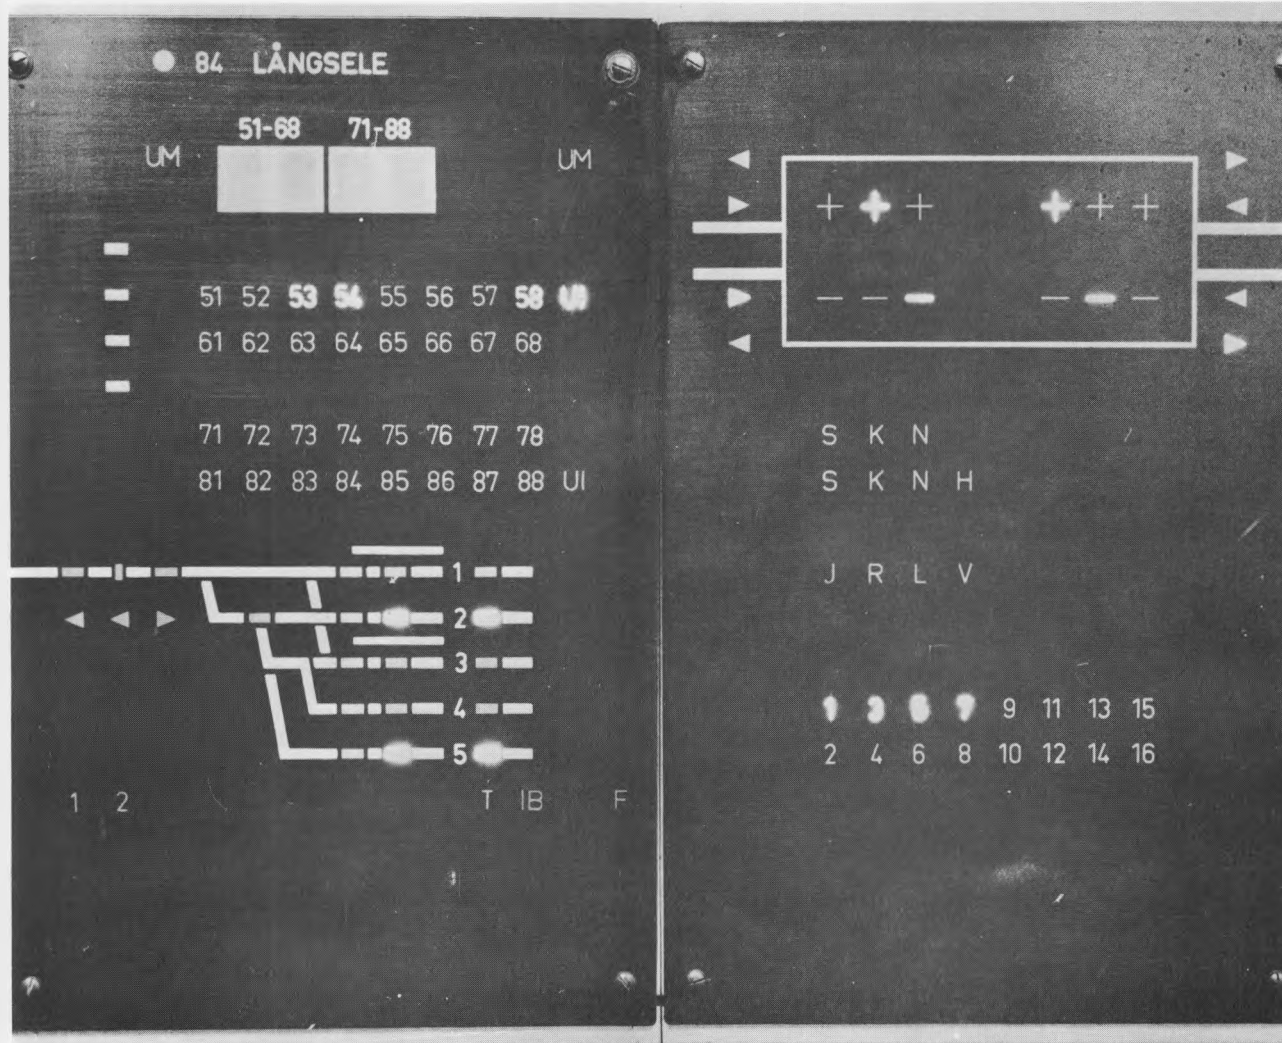 84 LÅNGSELE
51-68 71-88
UM UM
51 52 53 54 55 56 57 58
61 62 63 64 65 66 67 68
71 72 73 74 75 76 77 78
81 82 83 84 85 86 87 88 UI
1
2
3
4
5
1 2 T IB F
+ + + + + +
- - - - - -
S K N
S K N H
J R L V
1 3 7 9 11 13 15
2 4 6 8 10 12 14 16